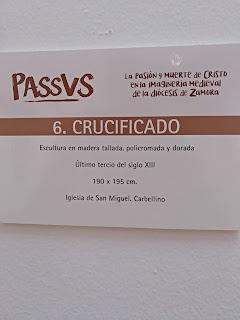 PASSVS
La Pasión y muerte de Cristo
en la imaginería medieval
de la diócesis de Zamora
6. CRUCIFICADO
Escultura en madera tallada, policromada y dorada
Último tercio del siglo XIII
190 x 195 cm.
Iglesia de San Miguel. Carbellino